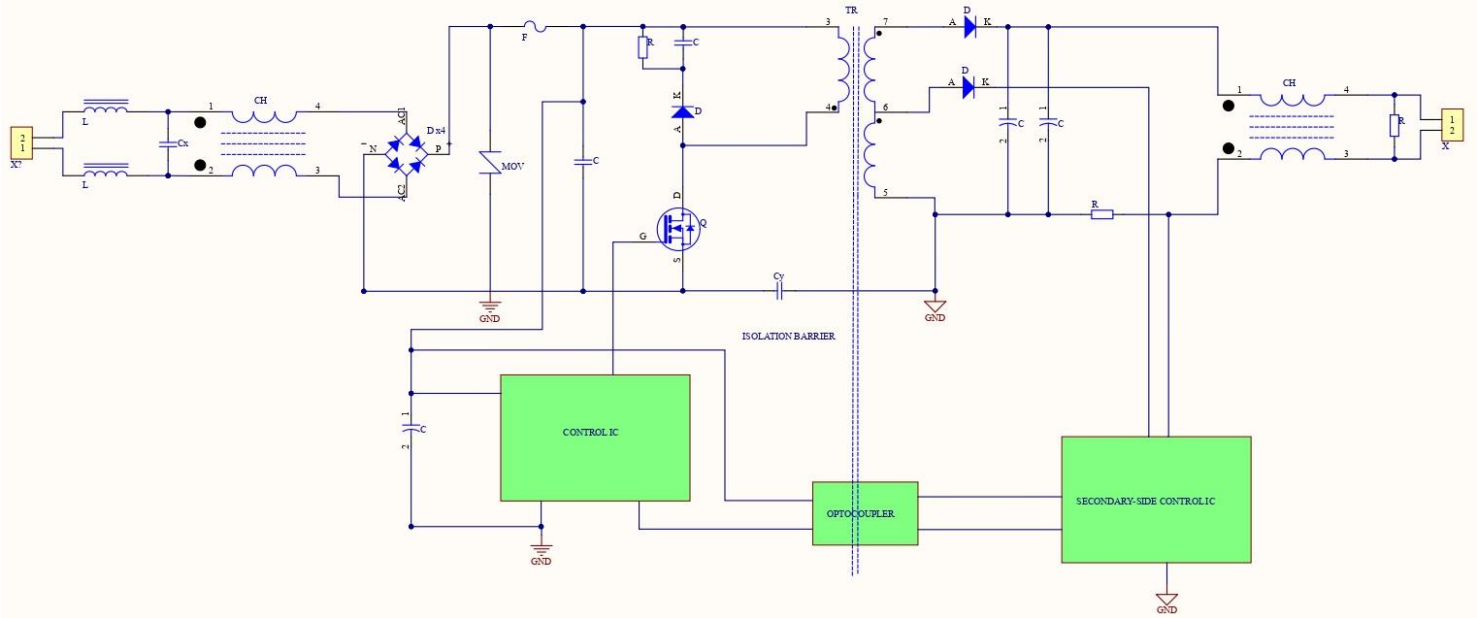 TR
D
3
7
A
K
F
R
C
D
A
K
CH
1
4
L
AC1
K
D
4
6
CH
1
4
D x4
A
1
1
2
1
X?
Cx
N
P
MOV
C
C
C
R
1
2
X
2
2
L
2
3
AC2
D
5
R
2
3
G
Q
S
Cy
GND
GND
ISOLATION BARRIER
1
C
2
CONTROL IC
SECONDARY-SIDE CONTROL IC
OPTOCOUPLER
GND
GND